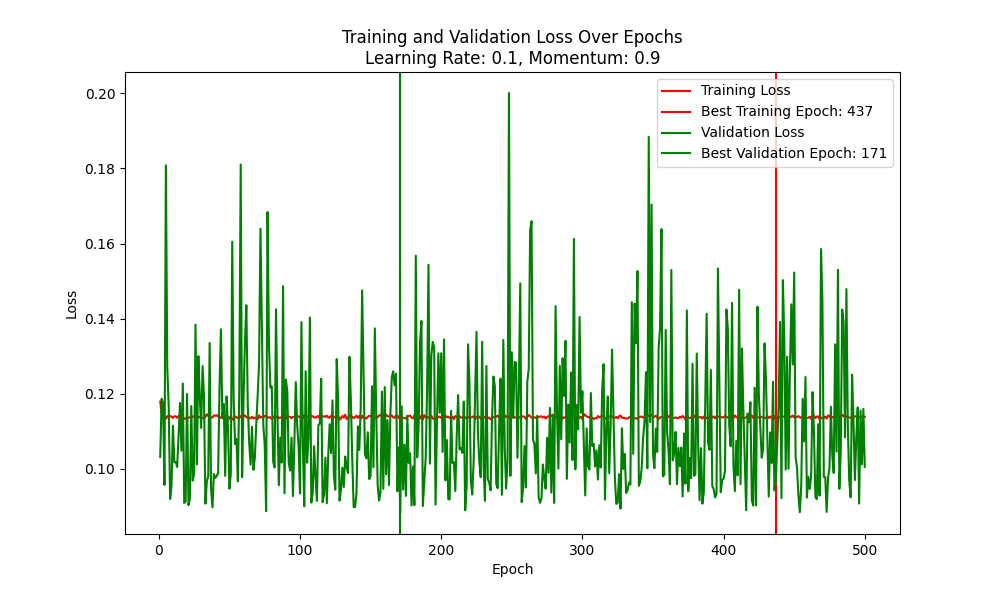 Training and Validation Loss Over Epochs
Learning Rate: 0.1, Momentum: 0.9
Training Loss
Best Training Epoch: 437
Validation Loss
Best Validation Epoch: 171
0.20
0.18
0.16
0.14
0.12
0.10
Loss
0
100
200
300
400
500
Epoch